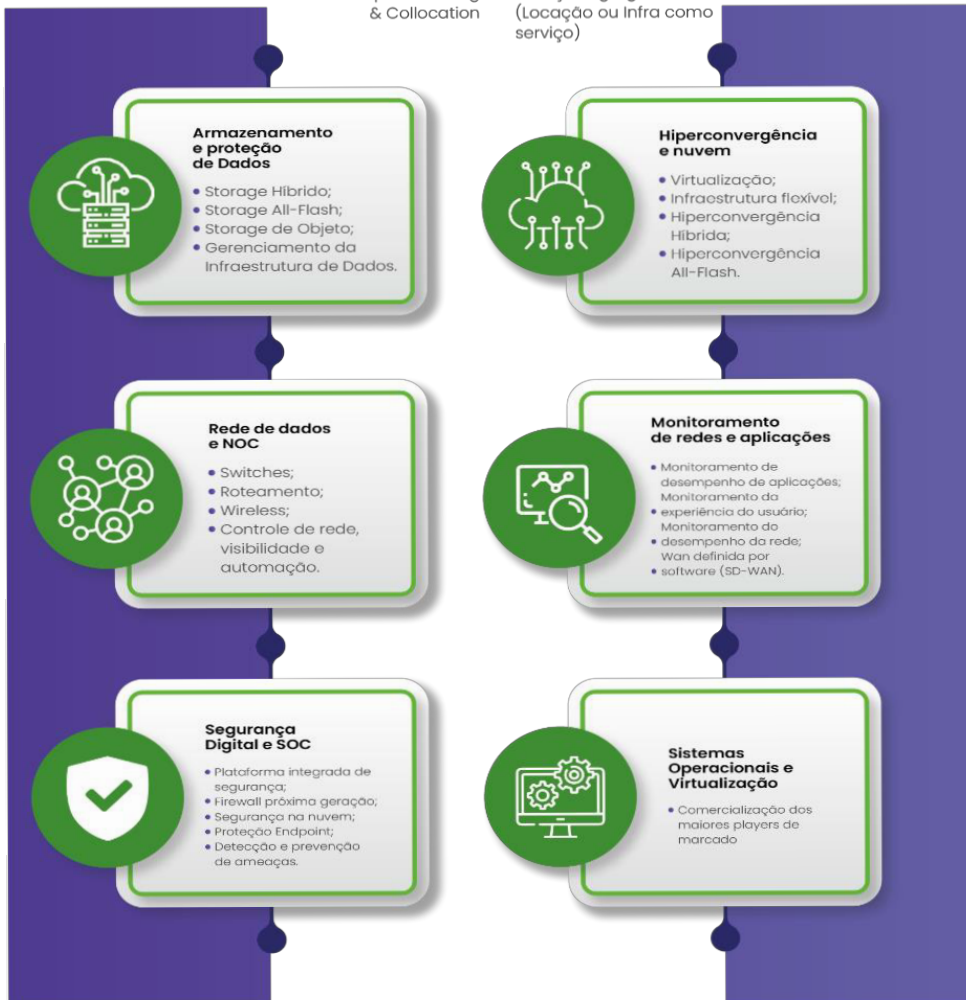 & Collocation
(Locação ou Infra como
serviço)
Armazenamento
e proteção
de Dados
• Storage Híbrido;
• Storage All-Flash;
• Storage de Objeto;
• Gerenciamento da
Infraestrutura de Dados.
Hiperconvergência
e nuvem
• Virtualização;
• Infraestrutura flexível;
• Hiperconvergência
Híbrida;
• Hiperconvergência
All-Flash.
Rede de dados
e NOC
• Switches;
• Roteamento;
• Wireless;
• Controle de rede,
visibilidade e
automação.
Monitoramento
de redes e aplicações
• Monitoramento de
desempenho de aplicações;
Monitoramento da
• experiência do usuário;
Monitoramento do
• desempenho da rede;
Wan definida por
• software (SD-WAN).
Segurança
Digital e SOC
• Plataforma integrada de
segurança;
• Firewall próxima geração;
• Segurança na nuvem;
• Proteção Endpoint;
• Detecção e prevenção
de ameaças.
Sistemas
Operacionais e
Virtualização
• Comercialização dos
maiores players de
marcado